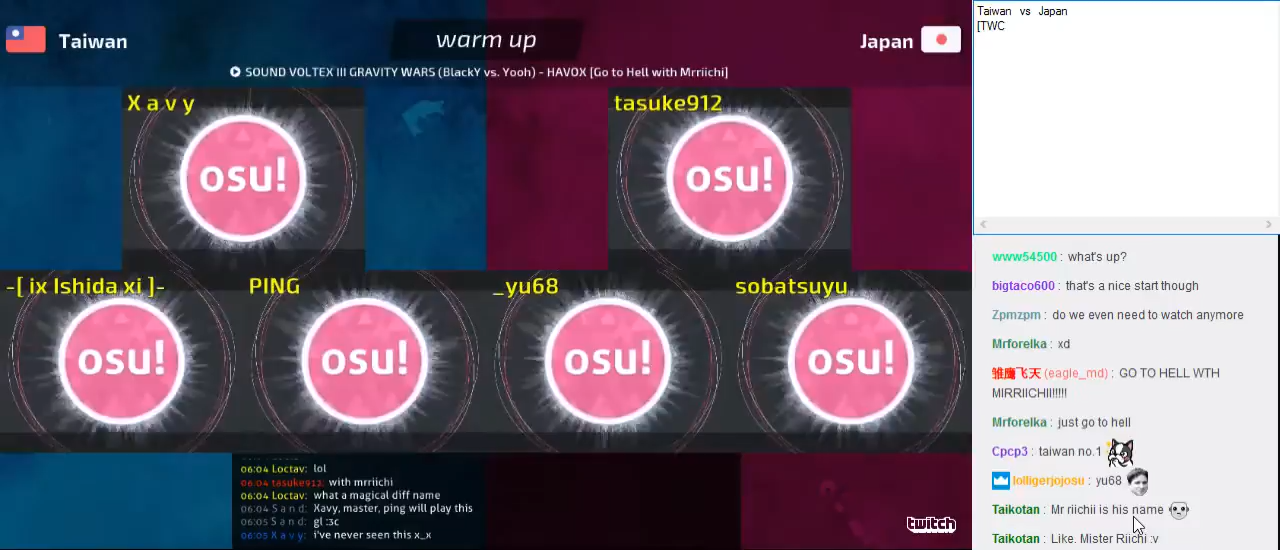 Taiwan
warm up
Japan
SOUND VOLTEX III GRAVITY WARS (BlackY vs. Yooh) - HAVOX [Go to Hell with Mrriichi]
X a v y
tasuke912
osu!
osu!
-[ ix Ishida xi ]-
PING
_yu68
sobatsuyu
osu!
osu!
osu!
osu!
06:04 Loctav: lol
06:04 tasuke912: with mrriichi
06:04 Loctav: what a magical diff name
06:04 S a n d: Xavy, master, ping will play this
06:05 S a n d: gl :3c
06:05 X a v y: i've never seen this x_x
twitch
Taiwan vs Japan
[TWC
www54500 : what's up?
bigtaco600 : that's a nice start though
Zpmzpm : do we even need to watch anymore
Mrforelka : xd
雏鹰飞天 (eagle_md) : GO TO HELL WTH
MIRRIICHII!!!!!!
Mrforelka : just go to hell
Cpcp3 : taiwan no.1
lolligerjojosu : yu68
Taikotan : Mr riichii is his name
Taikotan : Like. Mister Riichi :v